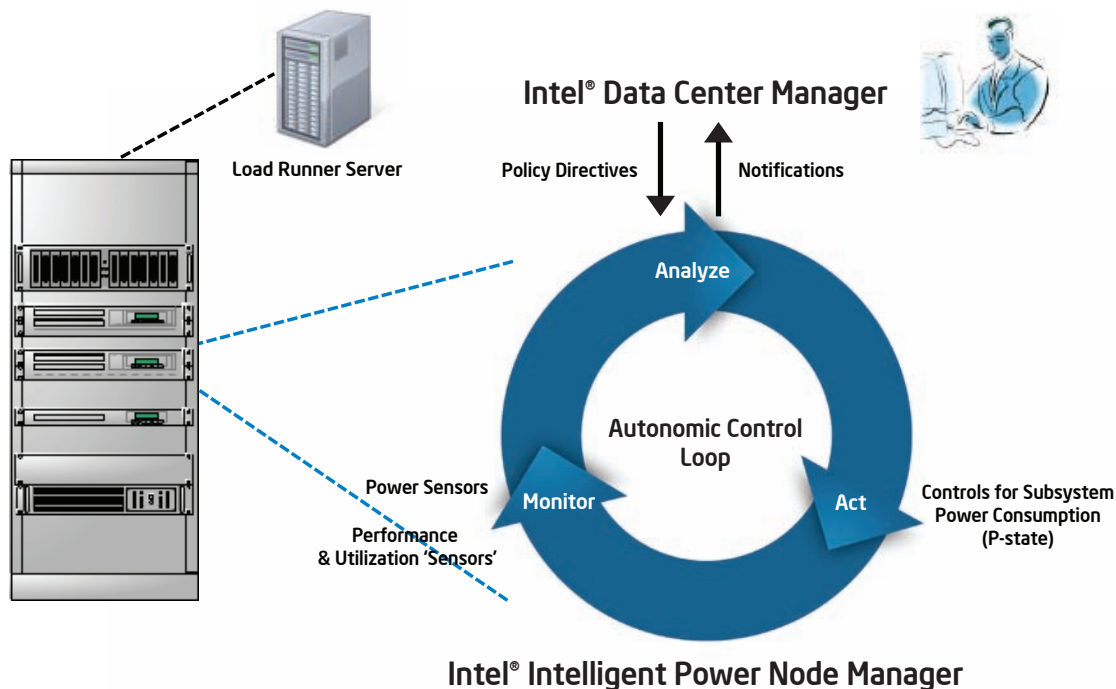 Intel® Data Center Manager
Load Runner Server
Policy Directives
Notifications
Analyze
Autonomic Control
Loop
Power Sensors
Monitor
Act
Controls for Subsystem
Power Consumption
(P-state)
Performance
& Utilization ‘Sensors’
Intel® Intelligent Power Node Manager